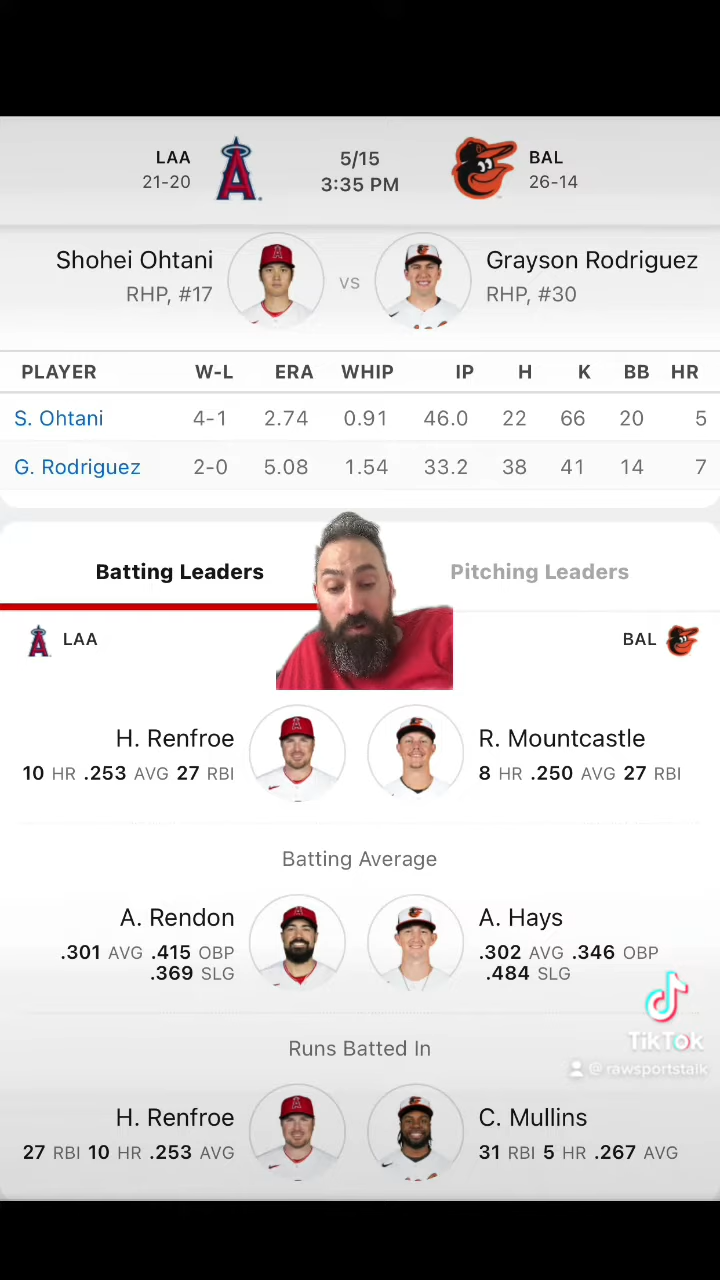 LAA 5/15 BAL
21-20 3:35 PM 26-14
Shohei Ohtani vs Grayson Rodriguez
RHP, #17 RHP, #30
PLAYER W-L ERA WHIP IP H K BB HR
S. Ohtani 4-1 2.74 0.91 46.0 22 66 20 5
G. Rodriguez 2-0 5.08 1.54 33.2 38 41 14 7
Batting Leaders Pitching Leaders
LAA BAL
H. Renfroe R. Mountcastle
10 HR .253 AVG 27 RBI 8 HR .250 AVG 27 RBI
Batting Average
A. Rendon A. Hays
.301 AVG .415 OBP .302 AVG .346 OBP
.369 SLG .484 SLG
TikTok
@rawsportstalk
Runs Batted In
H. Renfroe C. Mullins
27 RBI 10 HR .253 AVG 31 RBI 5 HR .267 AVG